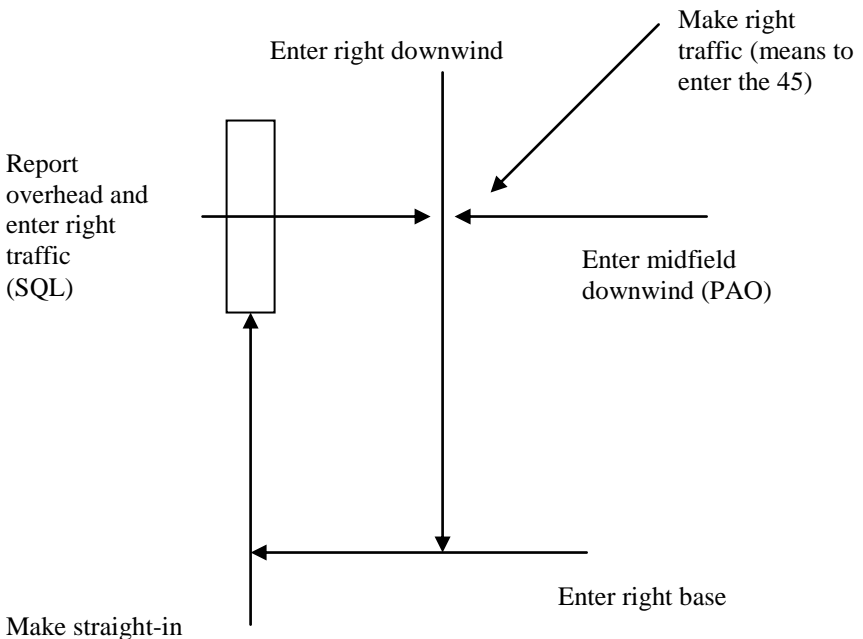 Make right
traffic (means to
enter the 45)
Enter right downwind
Report
overhead and
enter right
traffic
(SQL)
Enter midfield
downwind (PAO)
Enter right base
Make straight-in